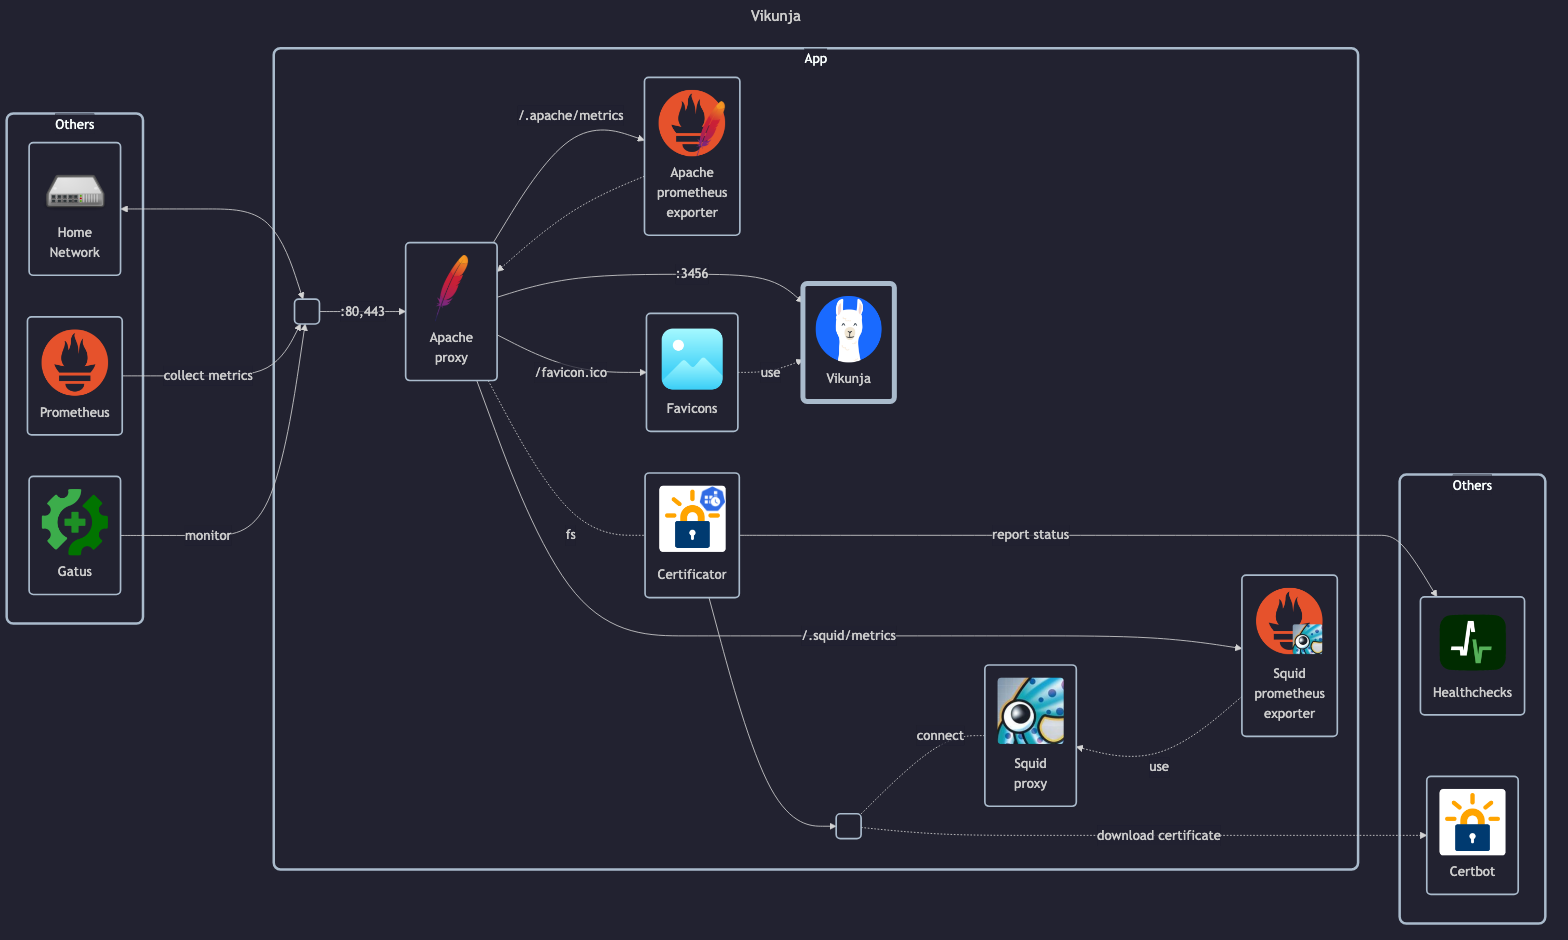 Vikunja
App
Others
Home
Network
Prometheus
Gatus
collect metrics
monitor
:80,443
Apache
proxy
/.apache/metrics
Apache
prometheus
exporter
:3456
/favicon.ico
Favicons
use
Vikunja
fs
Certificator
report status
/.squid/metrics
Squid
prometheus
exporter
use
Squid
proxy
connect
download certificate
Others
Healthchecks
Certbot